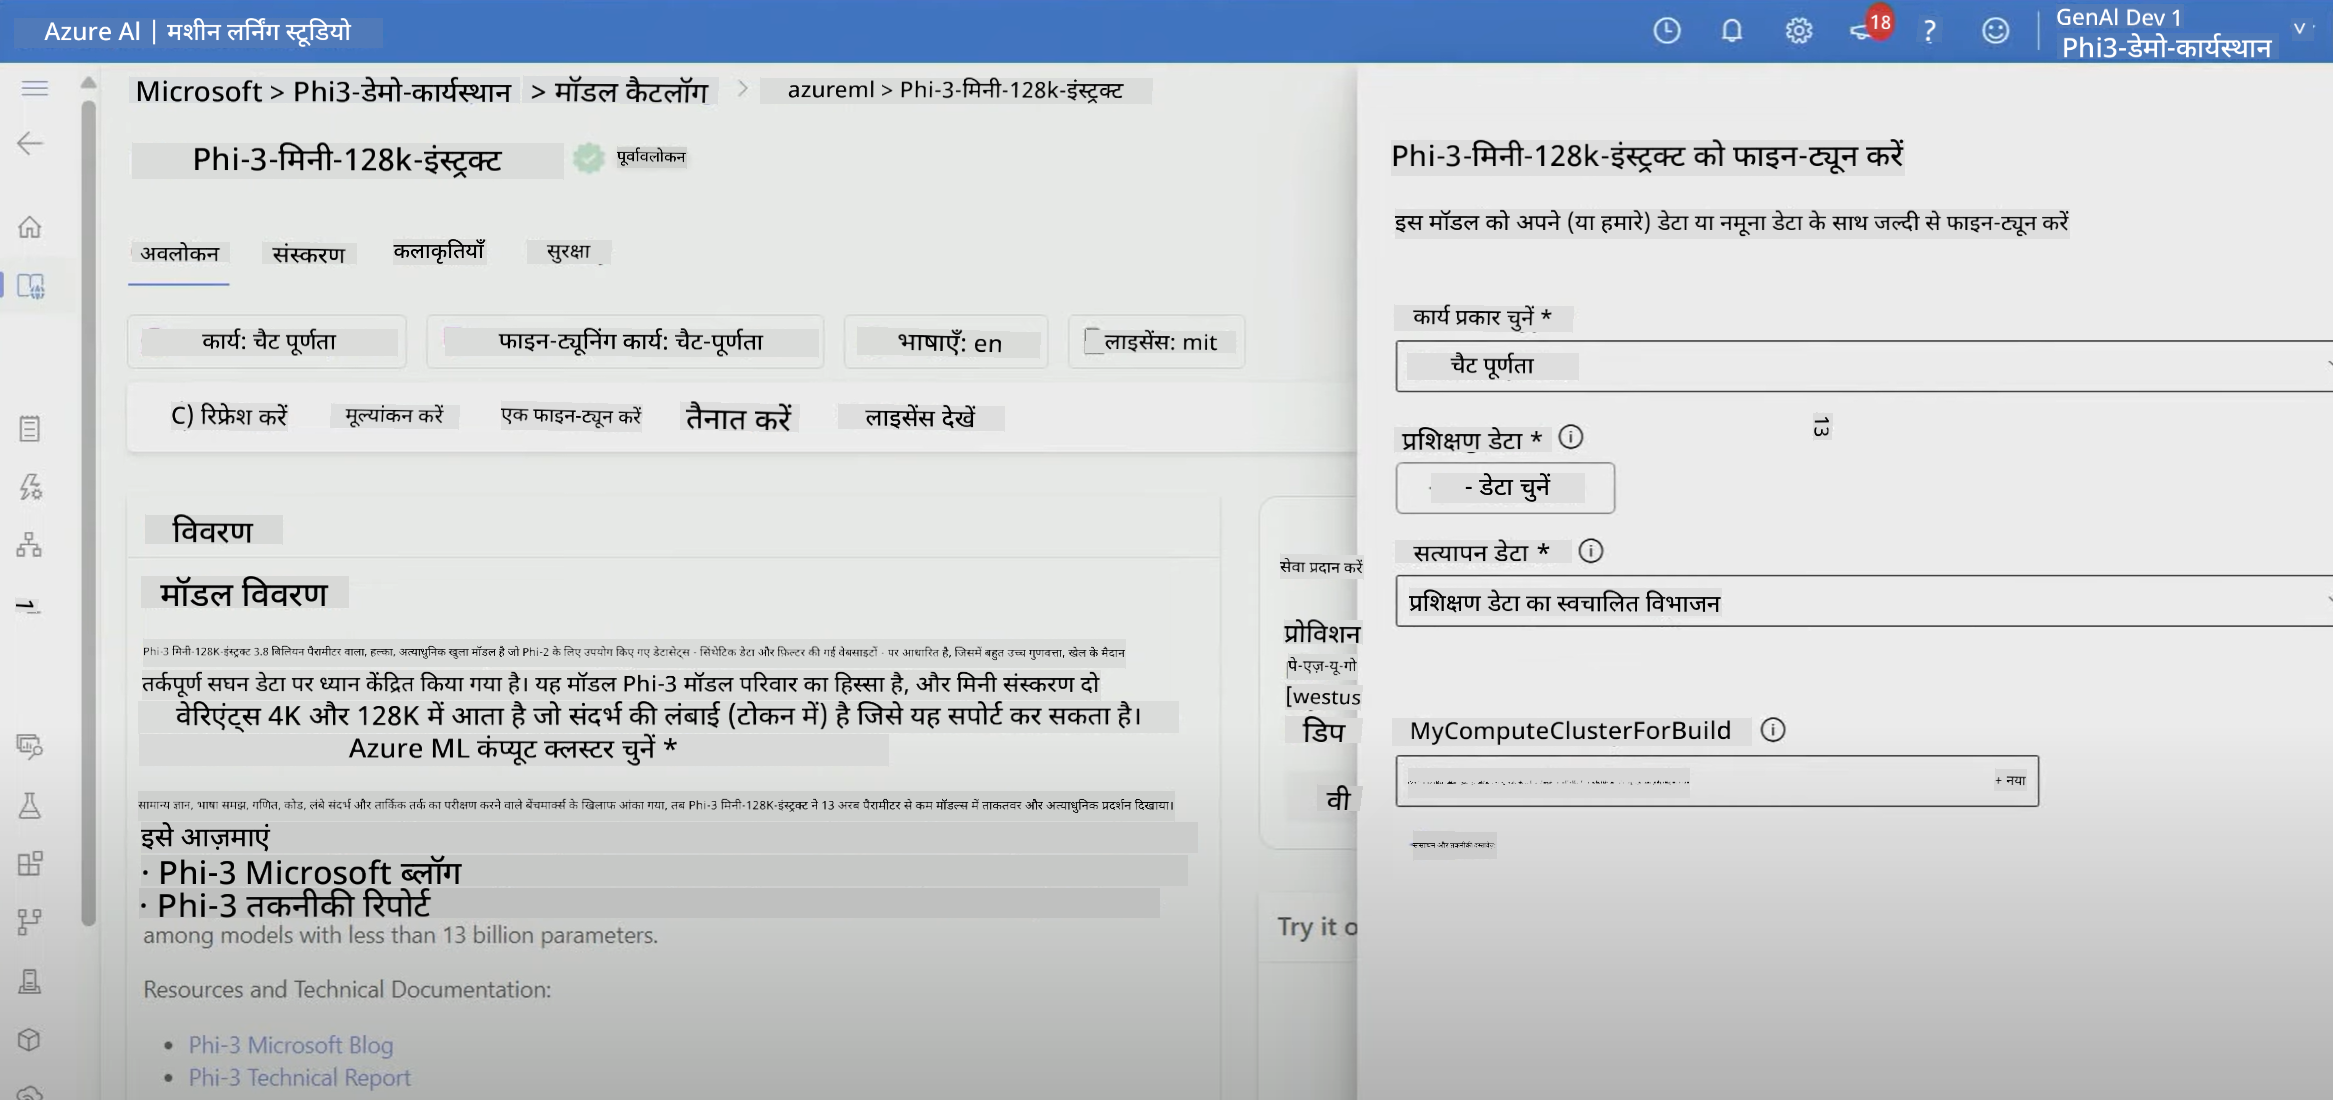 Azure AI | मशीन लर्निंग स्टूडियो
18
?
GenAI Dev 1
Phi3-डेमो-कार्यस्थान
Microsoft > Phi3-डेमो-कार्यस्थान > मॉडल कैटलॉग > azureml > Phi-3-मिनी-128k-इंस्ट्रक्ट
Phi-3-मिनी-128k-इंस्ट्रक्ट
पूर्वावलोकन
अवलोकन संस्करण कलाकृतियाँ सुरक्षा
कार्य: चैट पूर्णता
फाइन-ट्यूनिंग कार्य: चैट-पूर्णता
भाषाएँ: en
लाइसेंस: mit
C) रिफ्रेश करें मूल्यांकन करें एक फाइन-ट्यून करें तैनात करें लाइसेंस देखें
विवरण
मॉडल विवरण
Phi-3 मिनी-128K-इंस्ट्रक्ट 3.8 बिलियन पैरामीटर वाला, हल्का, अत्याधुनिक खुला मॉडल है जो Phi-2 के लिए उपयोग किए गए डेटासेट्स - सिंथेटिक डेटा और फ़िल्टर की गई वेबसाइटों - पर आधारित है, जिसमें बहुत उच्च गुणवत्ता, खेल के मैदान
तर्कपूर्ण सघन डेटा पर ध्यान केंद्रित किया गया है। यह मॉडल Phi-3 मॉडल परिवार का हिस्सा है, और मिनी संस्करण दो
वेरिएंट्स 4K और 128K में आता है जो संदर्भ की लंबाई (टोकन में) है जिसे यह सपोर्ट कर सकता है।
Azure ML कंप्यूट क्लस्टर चुनें *
सामान्य ज्ञान, भाषा समझ, गणित, कोड, लंबे संदर्भ और तार्किक तर्क का परीक्षण करने वाले बेंचमार्क्स के खिलाफ आंका गया, तब Phi-3 मिनी-128K-इंस्ट्रक्ट ने 13 अरब पैरामीटर से कम मॉडल्स में ताकतवर और अत्याधुनिक प्रदर्शन दिखाया।
इसे आज़माएं
· Phi-3 Microsoft ब्लॉग
· Phi-3 तकनीकी रिपोर्ट
among models with less than 13 billion parameters.
Resources and Technical Documentation:
• Phi-3 Microsoft Blog
• Phi-3 Technical Report
सेवा प्रदान करें
प्रोविशन
पे-एज़-यू-गो
[westus
डिप
वी
Try it o
Phi-3-मिनी-128k-इंस्ट्रक्ट को फाइन-ट्यून करें
इस मॉडल को अपने (या हमारे) डेटा या नमूना डेटा के साथ जल्दी से फाइन-ट्यून करें
कार्य प्रकार चुनें *
चैट पूर्णता
13
प्रशिक्षण डेटा *
- डेटा चुनें
सत्यापन डेटा *
प्रशिक्षण डेटा का स्वचालित विभाजन
MyComputeClusterForBuild
+ नया